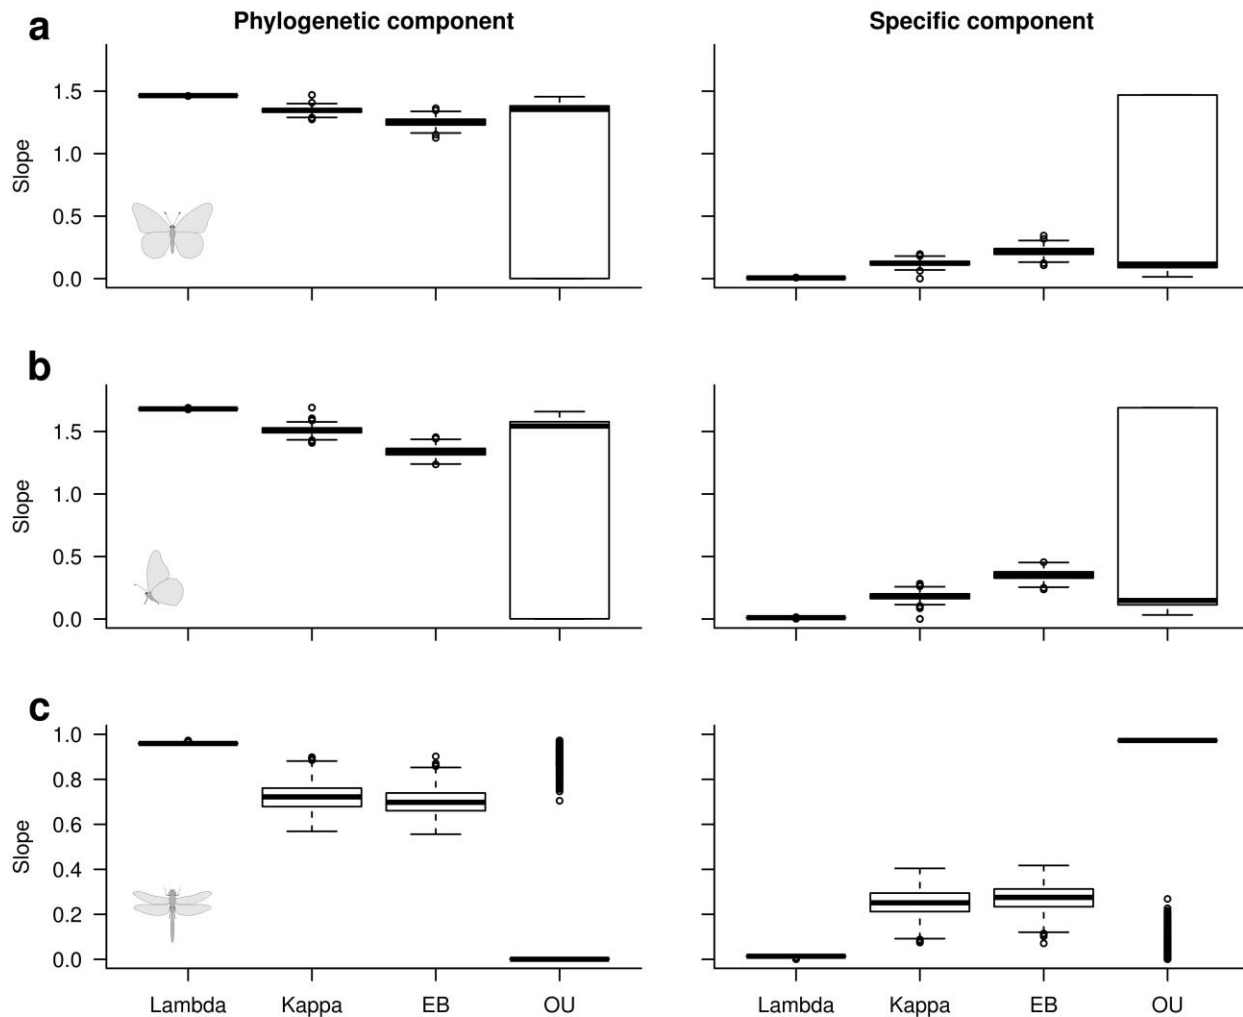 a
Phylogenetic component
Specific component
Slope
1.5
1.0
0.5
0.0
b
Slope
1.5
1.0
0.5
0.0
c
Slope
1.0
0.8
0.6
0.4
0.2
0.0
Lambda Kappa EB OU
Lambda Kappa EB OU